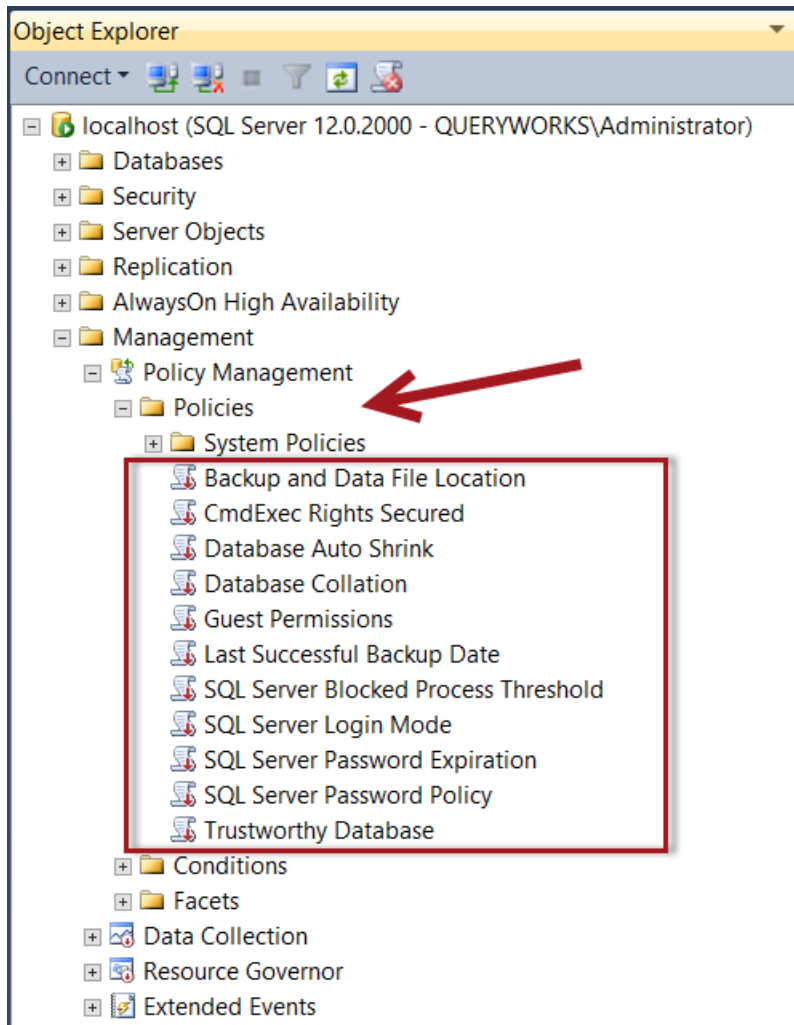 Object Explorer
Connect
localhost (SQL Server 12.0.2000 - QUERYWORKS\Administrator)
Databases
Security
Server Objects
Replication
AlwaysOn High Availability
Management
Policy Management
Policies
System Policies
Backup and Data File Location
CmdExec Rights Secured
Database Auto Shrink
Database Collation
Guest Permissions
Last Successful Backup Date
SQL Server Blocked Process Threshold
SQL Server Login Mode
SQL Server Password Expiration
SQL Server Password Policy
Trustworthy Database
Conditions
Facets
Data Collection
Resource Governor
Extended Events